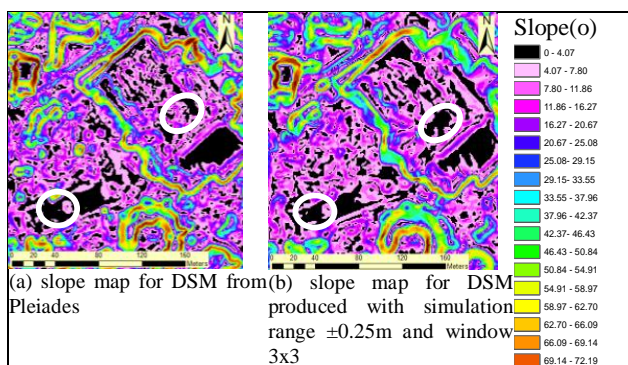 N
N
0 20 40 80 120 160
Meters
0 20 40 80 120 160
Meters
(a) slope map for DSM from
Pleiades
(b) slope map for DSM
produced with simulation
range ±0.25m and window
3x3
Slope(o)
0 - 4.07
4.07 - 7.80
7.80 - 11.86
11.86 - 16.27
16.27 - 20.67
20.67 - 25.08
25.08- 29.15
29.15- 33.55
33.55 - 37.96
37.96 - 42.37
42.37- 46.43
46.43 - 50.84
50.84 - 54.91
54.91 - 58.97
58.97 - 62.70
62.70 - 66.09
66.09 - 69.14
69.14 - 72.19